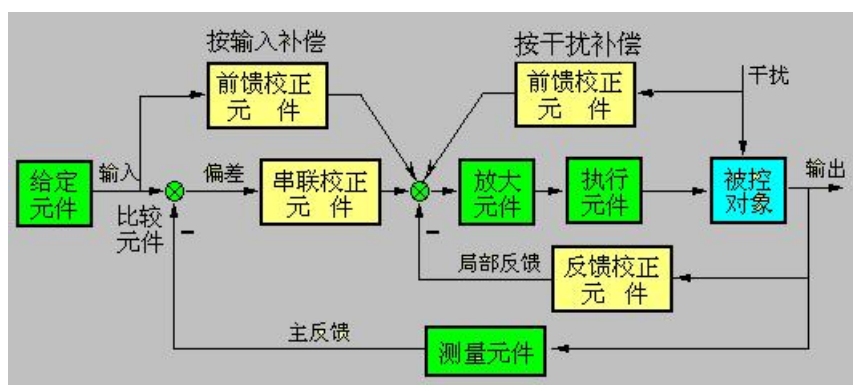 按输入补偿
按干扰补偿
前馈校正
元 件
前馈校正
元 件
干扰
给定
元件
输入
偏差
串联校正
元 件
放大
元件
执行
元件
被控
对象
输出
比较
元件
局部反馈
反馈校正
元 件
主反馈
测量元件